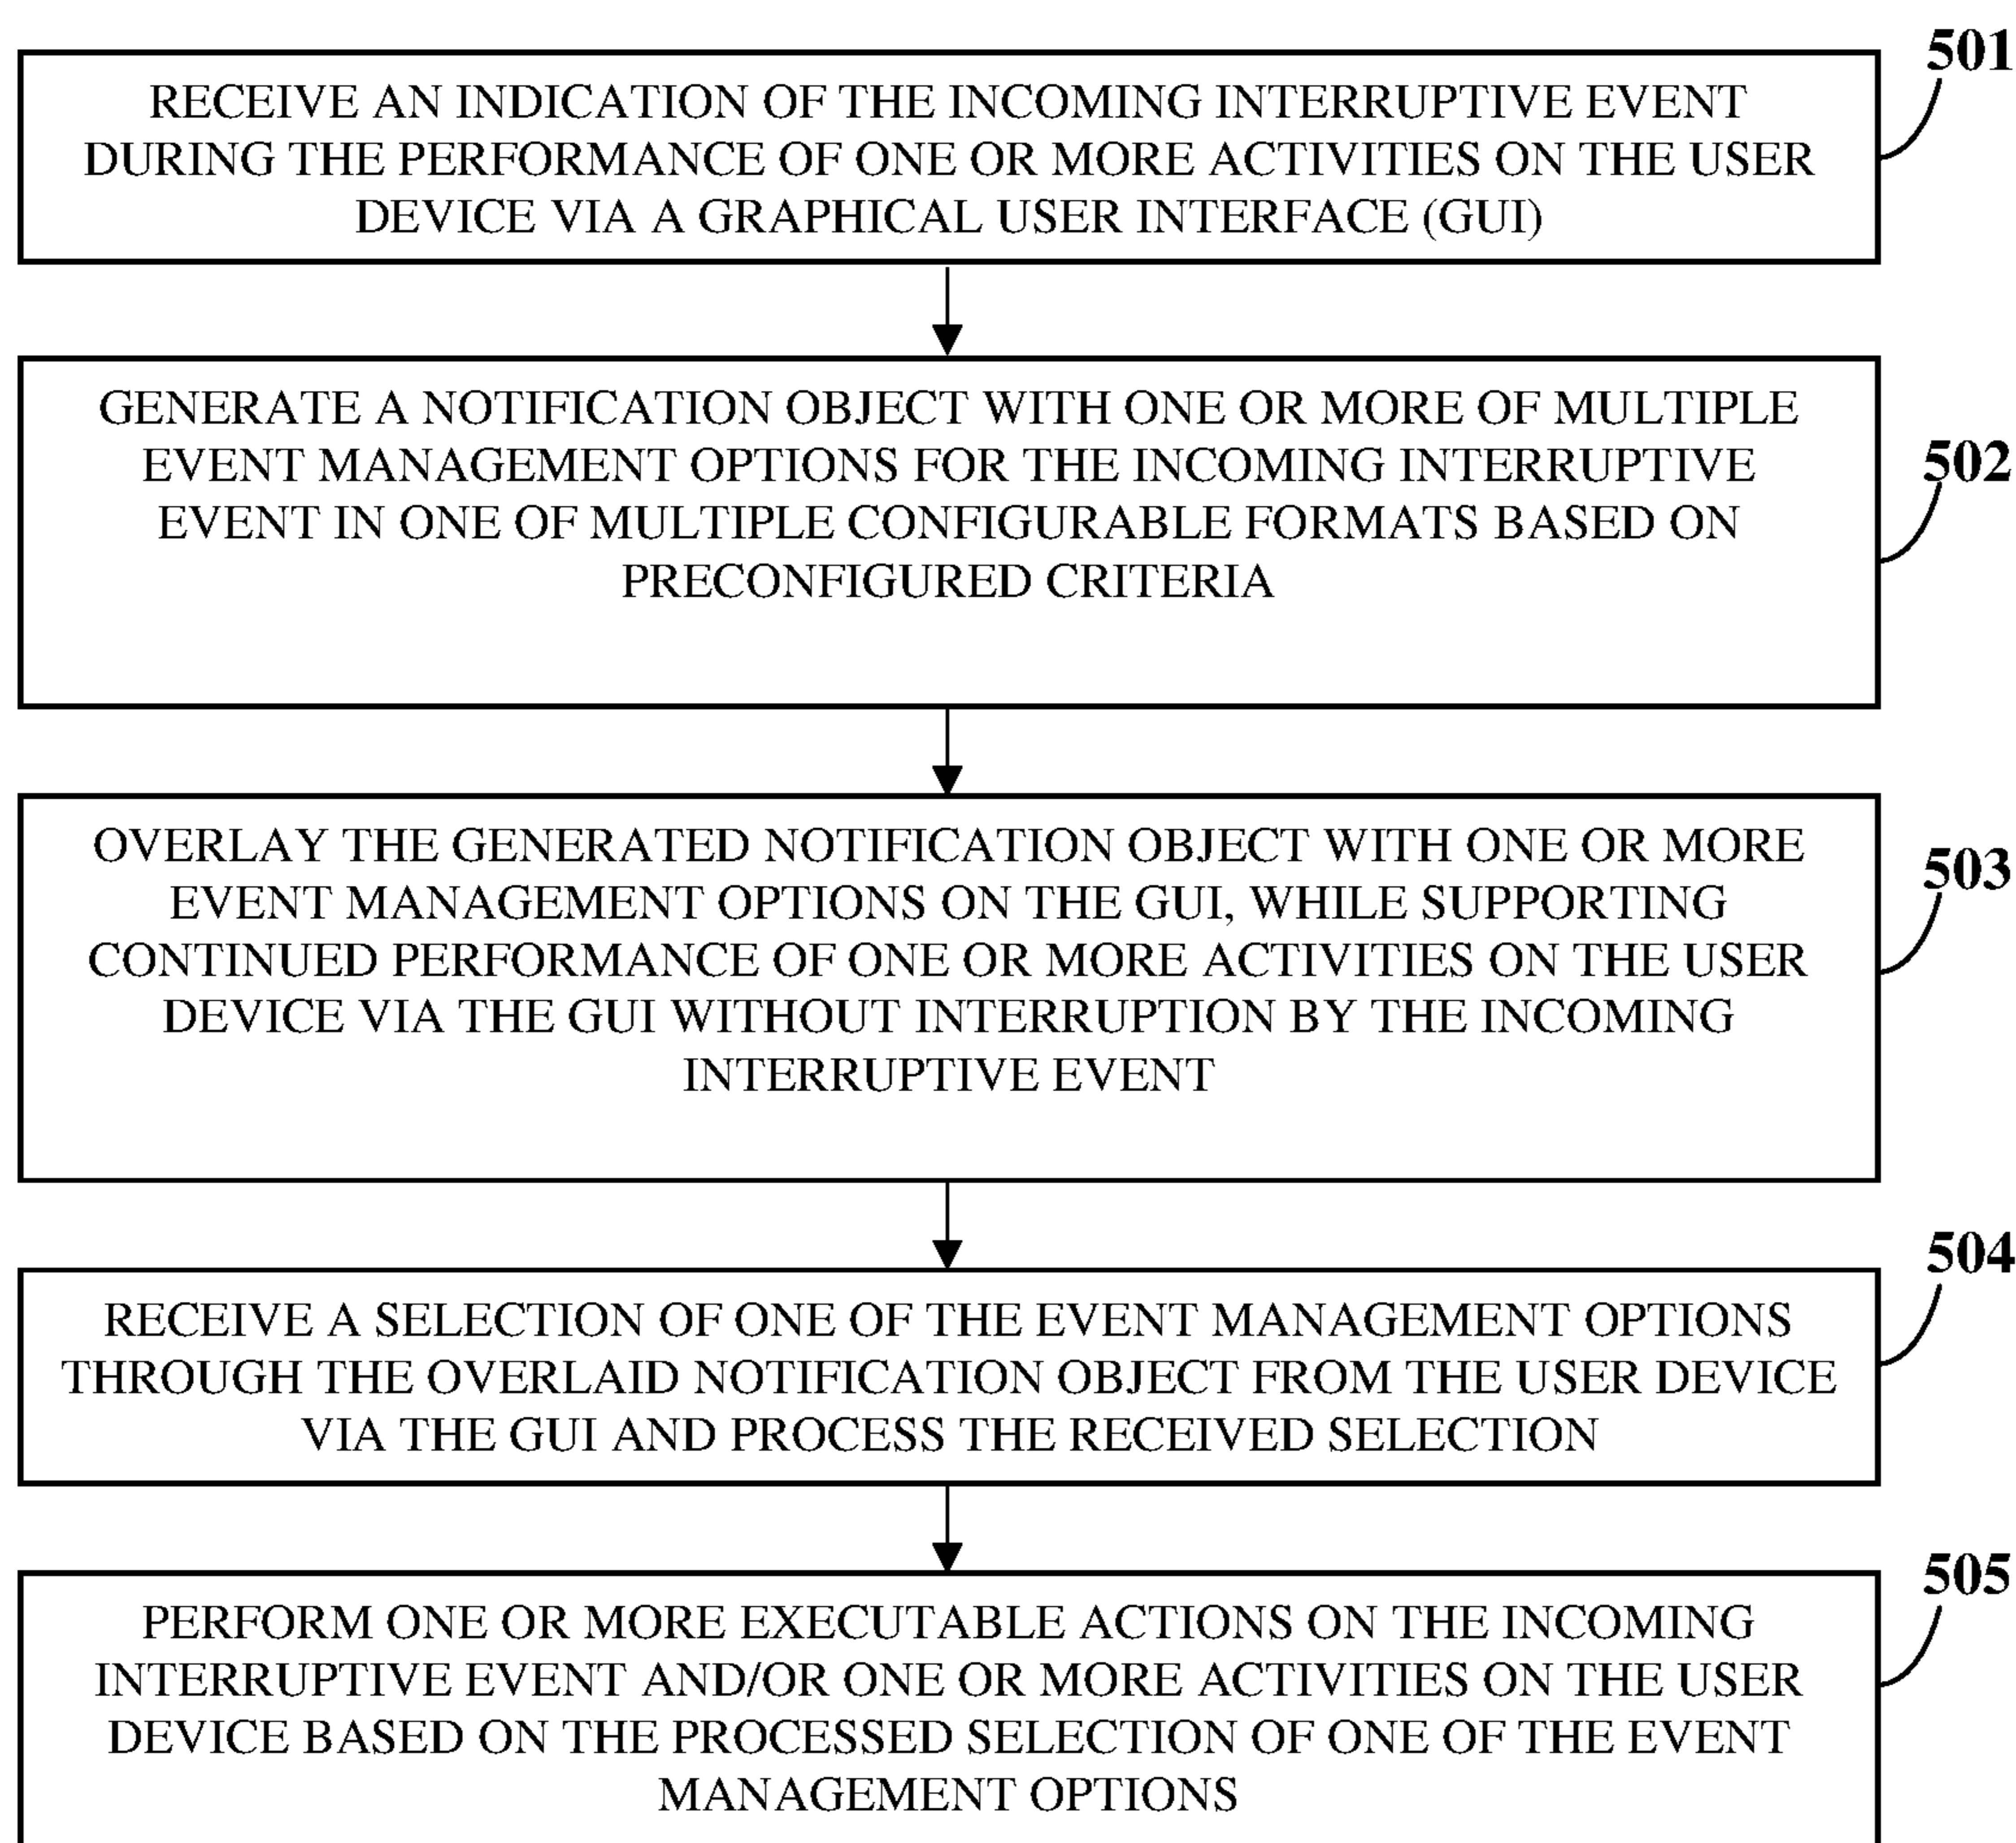 501
RECEIVE AN INDICATION OF THE INCOMING INTERRUPTIVE EVENT
DURING THE PERFORMANCE OF ONE OR MORE ACTIVITIES ON THE USER
DEVICE VIA A GRAPHICAL USER INTERFACE (GUI)
GENERATE A NOTIFICATION OBJECT WITH ONE OR MORE OF MULTIPLE
EVENT MANAGEMENT OPTIONS FOR THE INCOMING INTERRUPTIVE
502
EVENT IN ONE OF MULTIPLE CONFIGURABLE FORMATS BASED ON
PRECONFIGURED CRITERIA
OVERLAY THE GENERATED NOTIFICATION OBJECT WITH ONE OR MORE
503
EVENT MANAGEMENT OPTIONS ON THE GUI, WHILE SUPPORTING
CONTINUED PERFORMANCE OF ONE OR MORE ACTIVITIES ON THE USER
DEVICE VIA THE GUI WITHOUT INTERRUPTION BY THE INCOMING
INTERRUPTIVE EVENT
504
RECEIVE A SELECTION OF ONE OF THE EVENT MANAGEMENT OPTIONS
THROUGH THE OVERLAID NOTIFICATION OBJECT FROM THE USER DEVICE
VIA THE GUI AND PROCESS THE RECEIVED SELECTION
505
PERFORM ONE OR MORE EXECUTABLE ACTIONS ON THE INCOMING
INTERRUPTIVE EVENT AND/OR ONE OR MORE ACTIVITIES ON THE USER
DEVICE BASED ON THE PROCESSED SELECTION OF ONE OF THE EVENT
MANAGEMENT OPTIONS